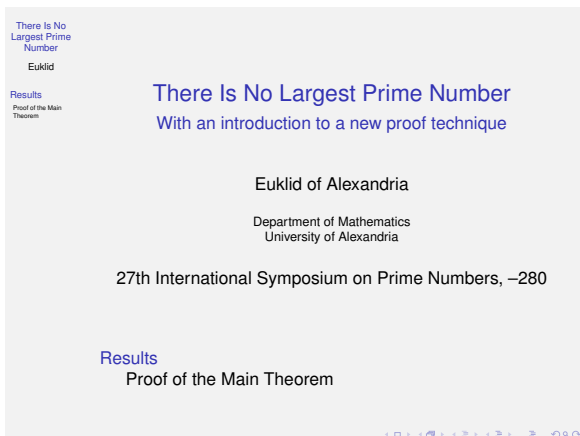 There Is No
Largest Prime
Number
Euklid
Results
Proof of the Main
Theorem
There Is No Largest Prime Number
With an introduction to a new proof technique
Euklid of Alexandria
Department of Mathematics
University of Alexandria
27th International Symposium on Prime Numbers, –280
Results
Proof of the Main Theorem